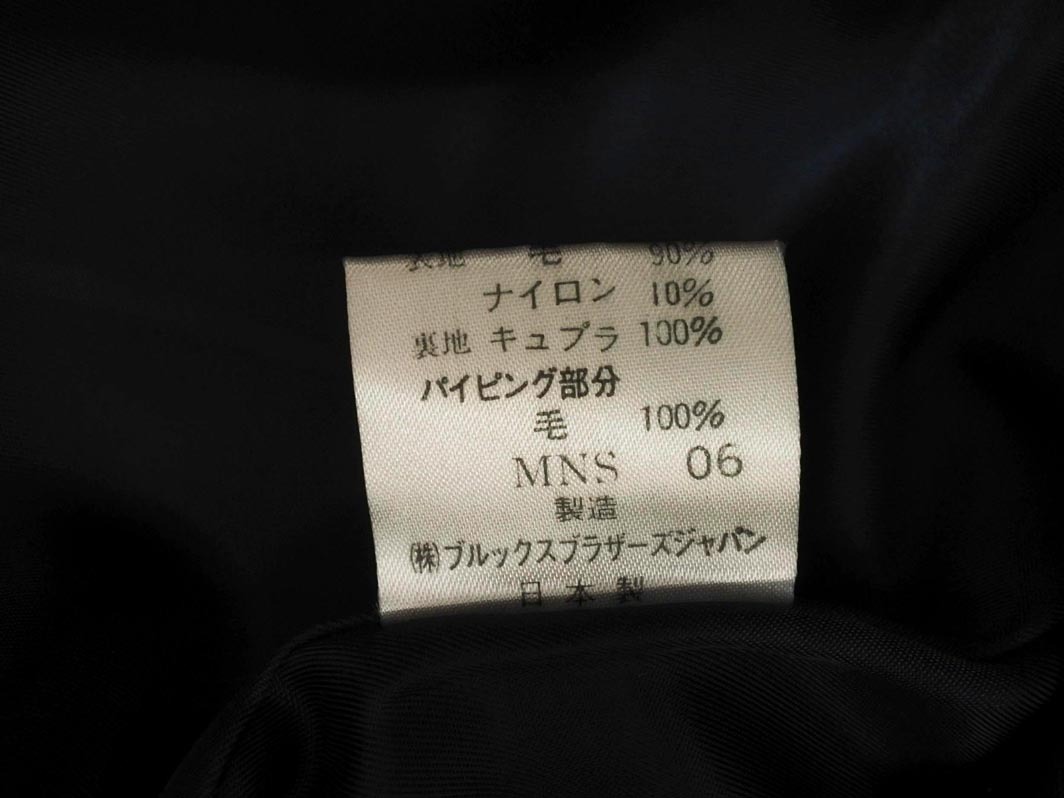 毛 90%
ナイロン 10%
裏地 キュプラ 100%
パイピング部分
毛 100%
MNS 06
製造
㈱ブルックスブラザーズジャパン
日本製